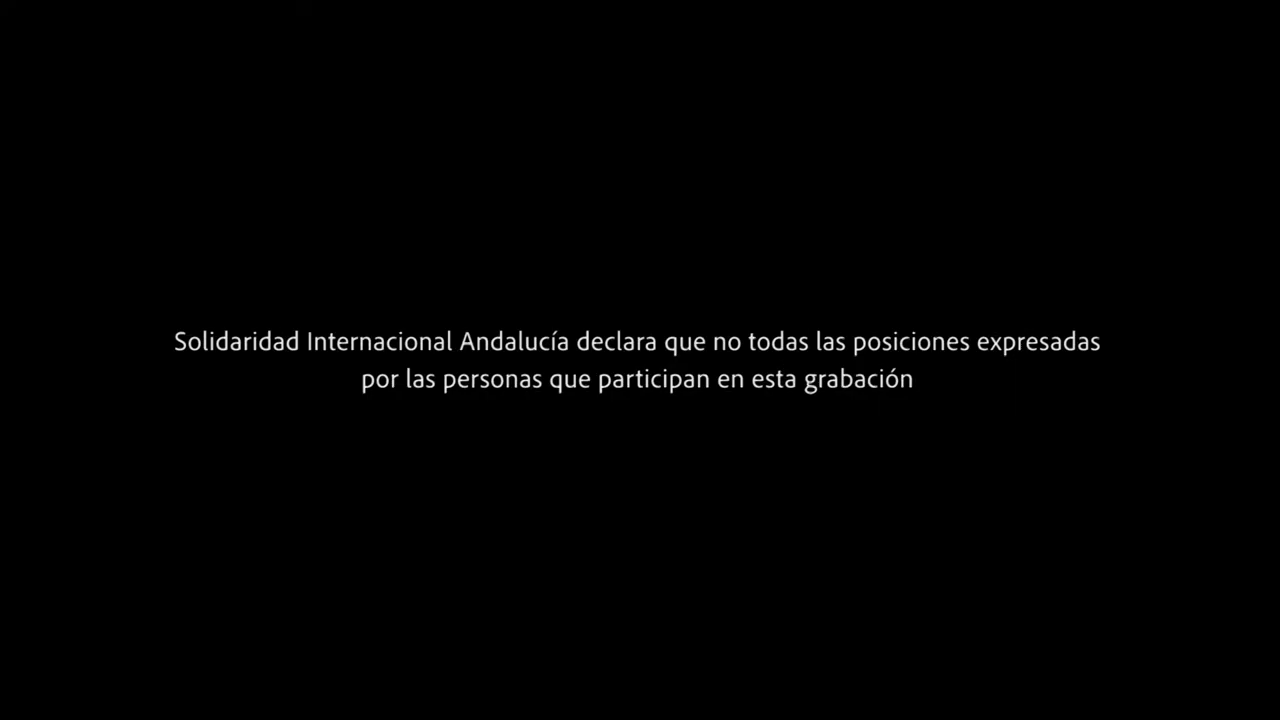 Solidaridad Internacional Andalucía declara que no todas las posiciones expresadas
por las personas que participan en esta grabación